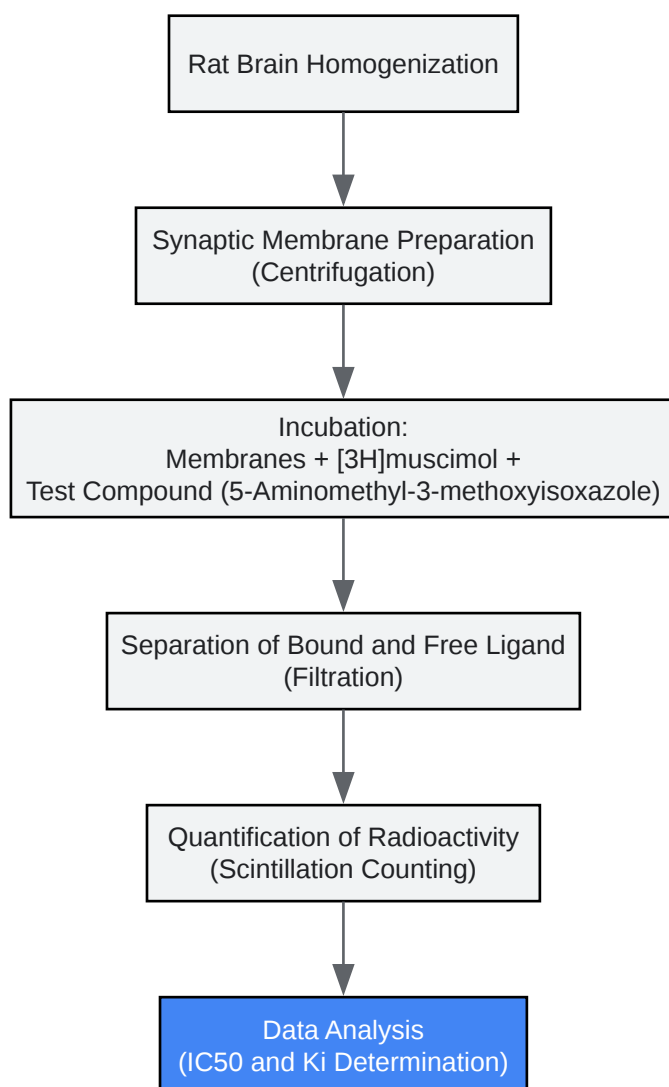 Rat Brain Homogenization
Synaptic Membrane Preparation
(Centrifugation)
Incubation:
Membranes + [3H]muscimol +
Test Compound (5-Aminomethyl-3-methoxyisoxazole)
Separation of Bound and Free Ligand
(Filtration)
Quantification of Radioactivity
(Scintillation Counting)
Data Analysis
(IC50 and Ki Determination)